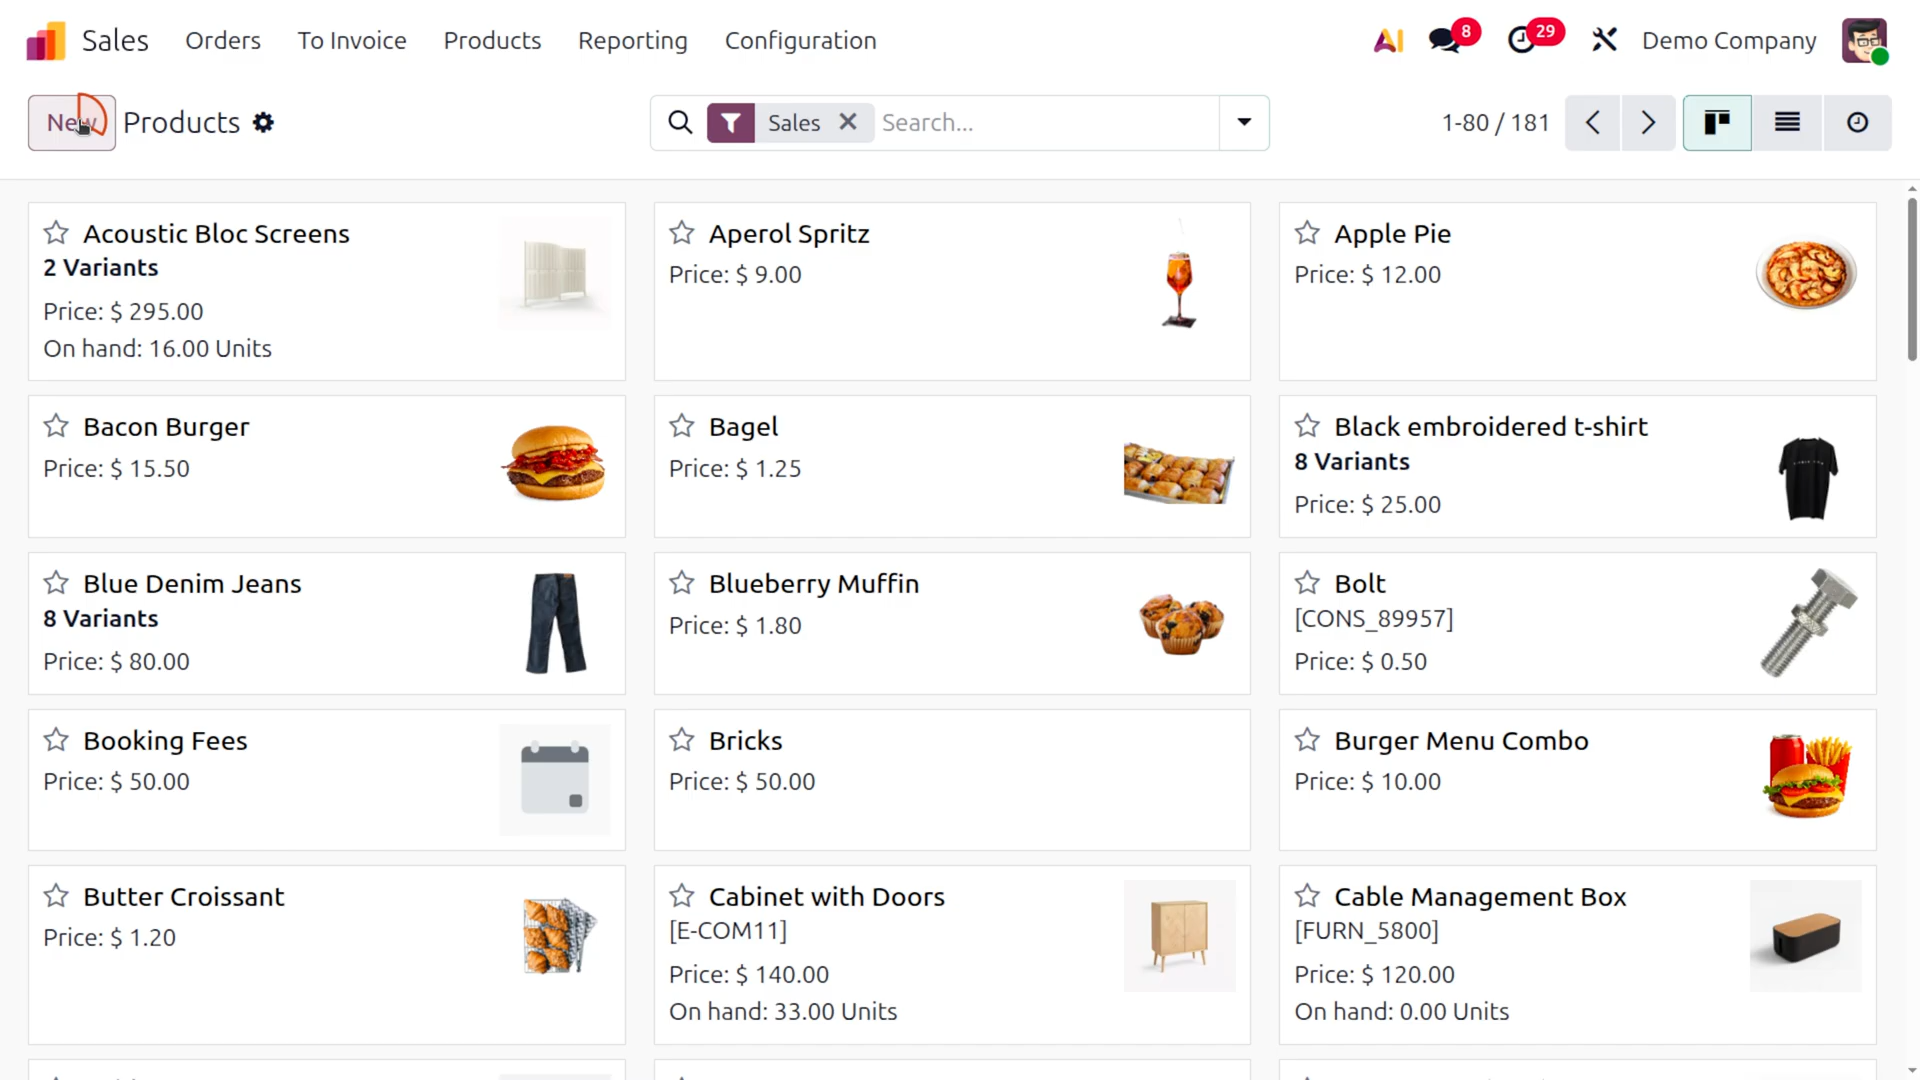 Sales Orders To Invoice Products Reporting Configuration AI 8 29 Demo Company
New Products Sales Search... 1-80 / 181
Acoustic Bloc Screens
2 Variants
Price: $ 295.00
On hand: 16.00 Units
Aperol Spritz
Price: $ 9.00
Apple Pie
Price: $ 12.00
Bacon Burger
Price: $ 15.50
Bagel
Price: $ 1.25
Black embroidered t-shirt
8 Variants
Price: $ 25.00
Blue Denim Jeans
8 Variants
Price: $ 80.00
Blueberry Muffin
Price: $ 1.80
Bolt
[CONS_89957]
Price: $ 0.50
Booking Fees
Price: $ 50.00
Bricks
Price: $ 50.00
Burger Menu Combo
Price: $ 10.00
Butter Croissant
Price: $ 1.20
Cabinet with Doors
[E-COM11]
Price: $ 140.00
On hand: 33.00 Units
Cable Management Box
[FURN_5800]
Price: $ 120.00
On hand: 0.00 Units